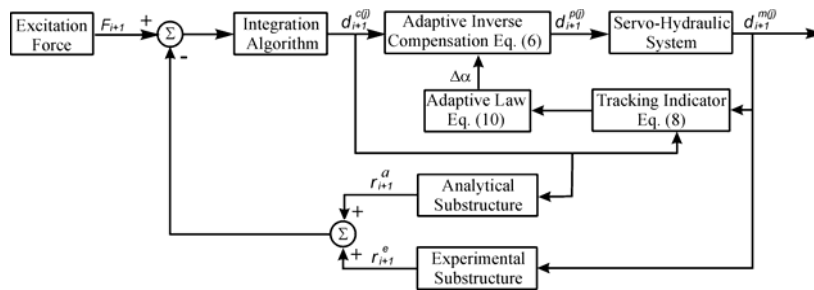 Excitation
Force
F_{i+1}
+
Σ
-
Integration
Algorithm
d_{i+1}^{c(j)}
Adaptive Inverse
Compensation Eq. (6)
d_{i+1}^{p(j)}
Servo-Hydraulic
System
d_{i+1}^{m(j)}
Δα
Adaptive Law
Eq. (10)
Tracking Indicator
Eq. (8)
r_{i+1}^{a}
Analytical
Substructure
+
Σ
+
r_{i+1}^{e}
Experimental
Substructure